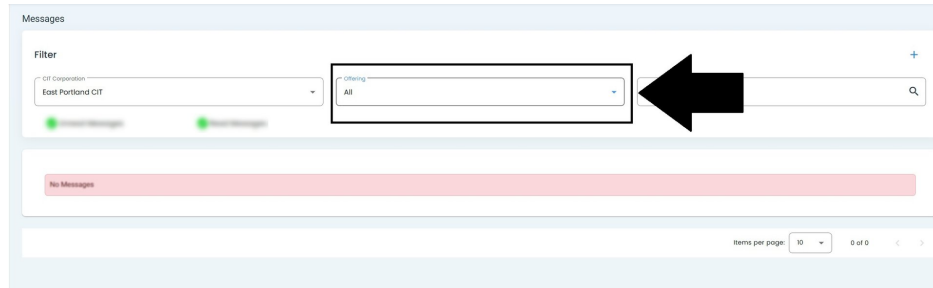 Messages
Filter
+
CIT Corporation
East Portland CIT
Offering
All
No Messages
Items per page: 10 0 of 0 < >